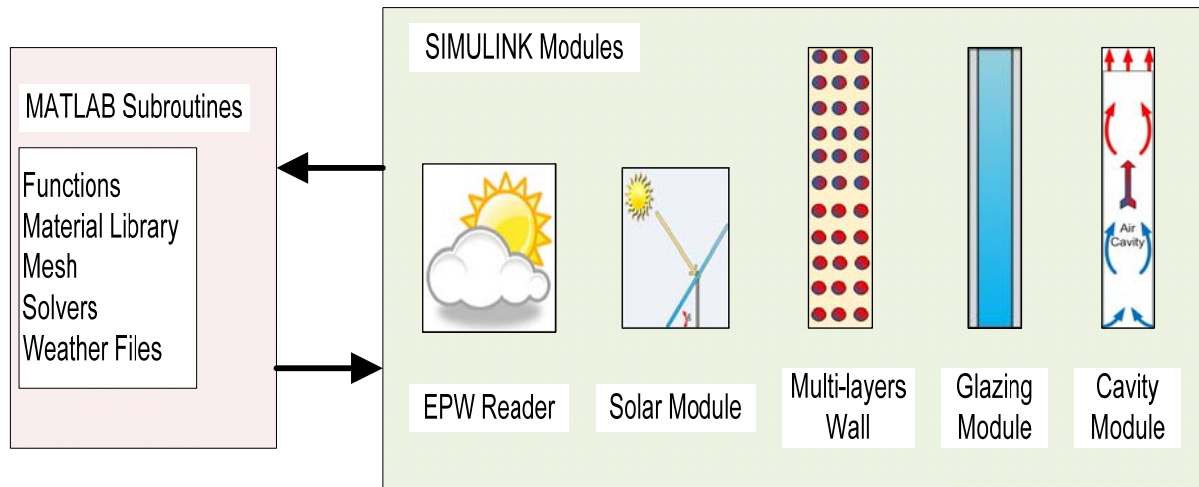 MATLAB Subroutines
Functions
Material Library
Mesh
Solvers
Weather Files
SIMULINK Modules
EPW Reader
Solar Module
Multi-layers
Wall
Glazing
Module
Air
Cavity
Cavity
Module